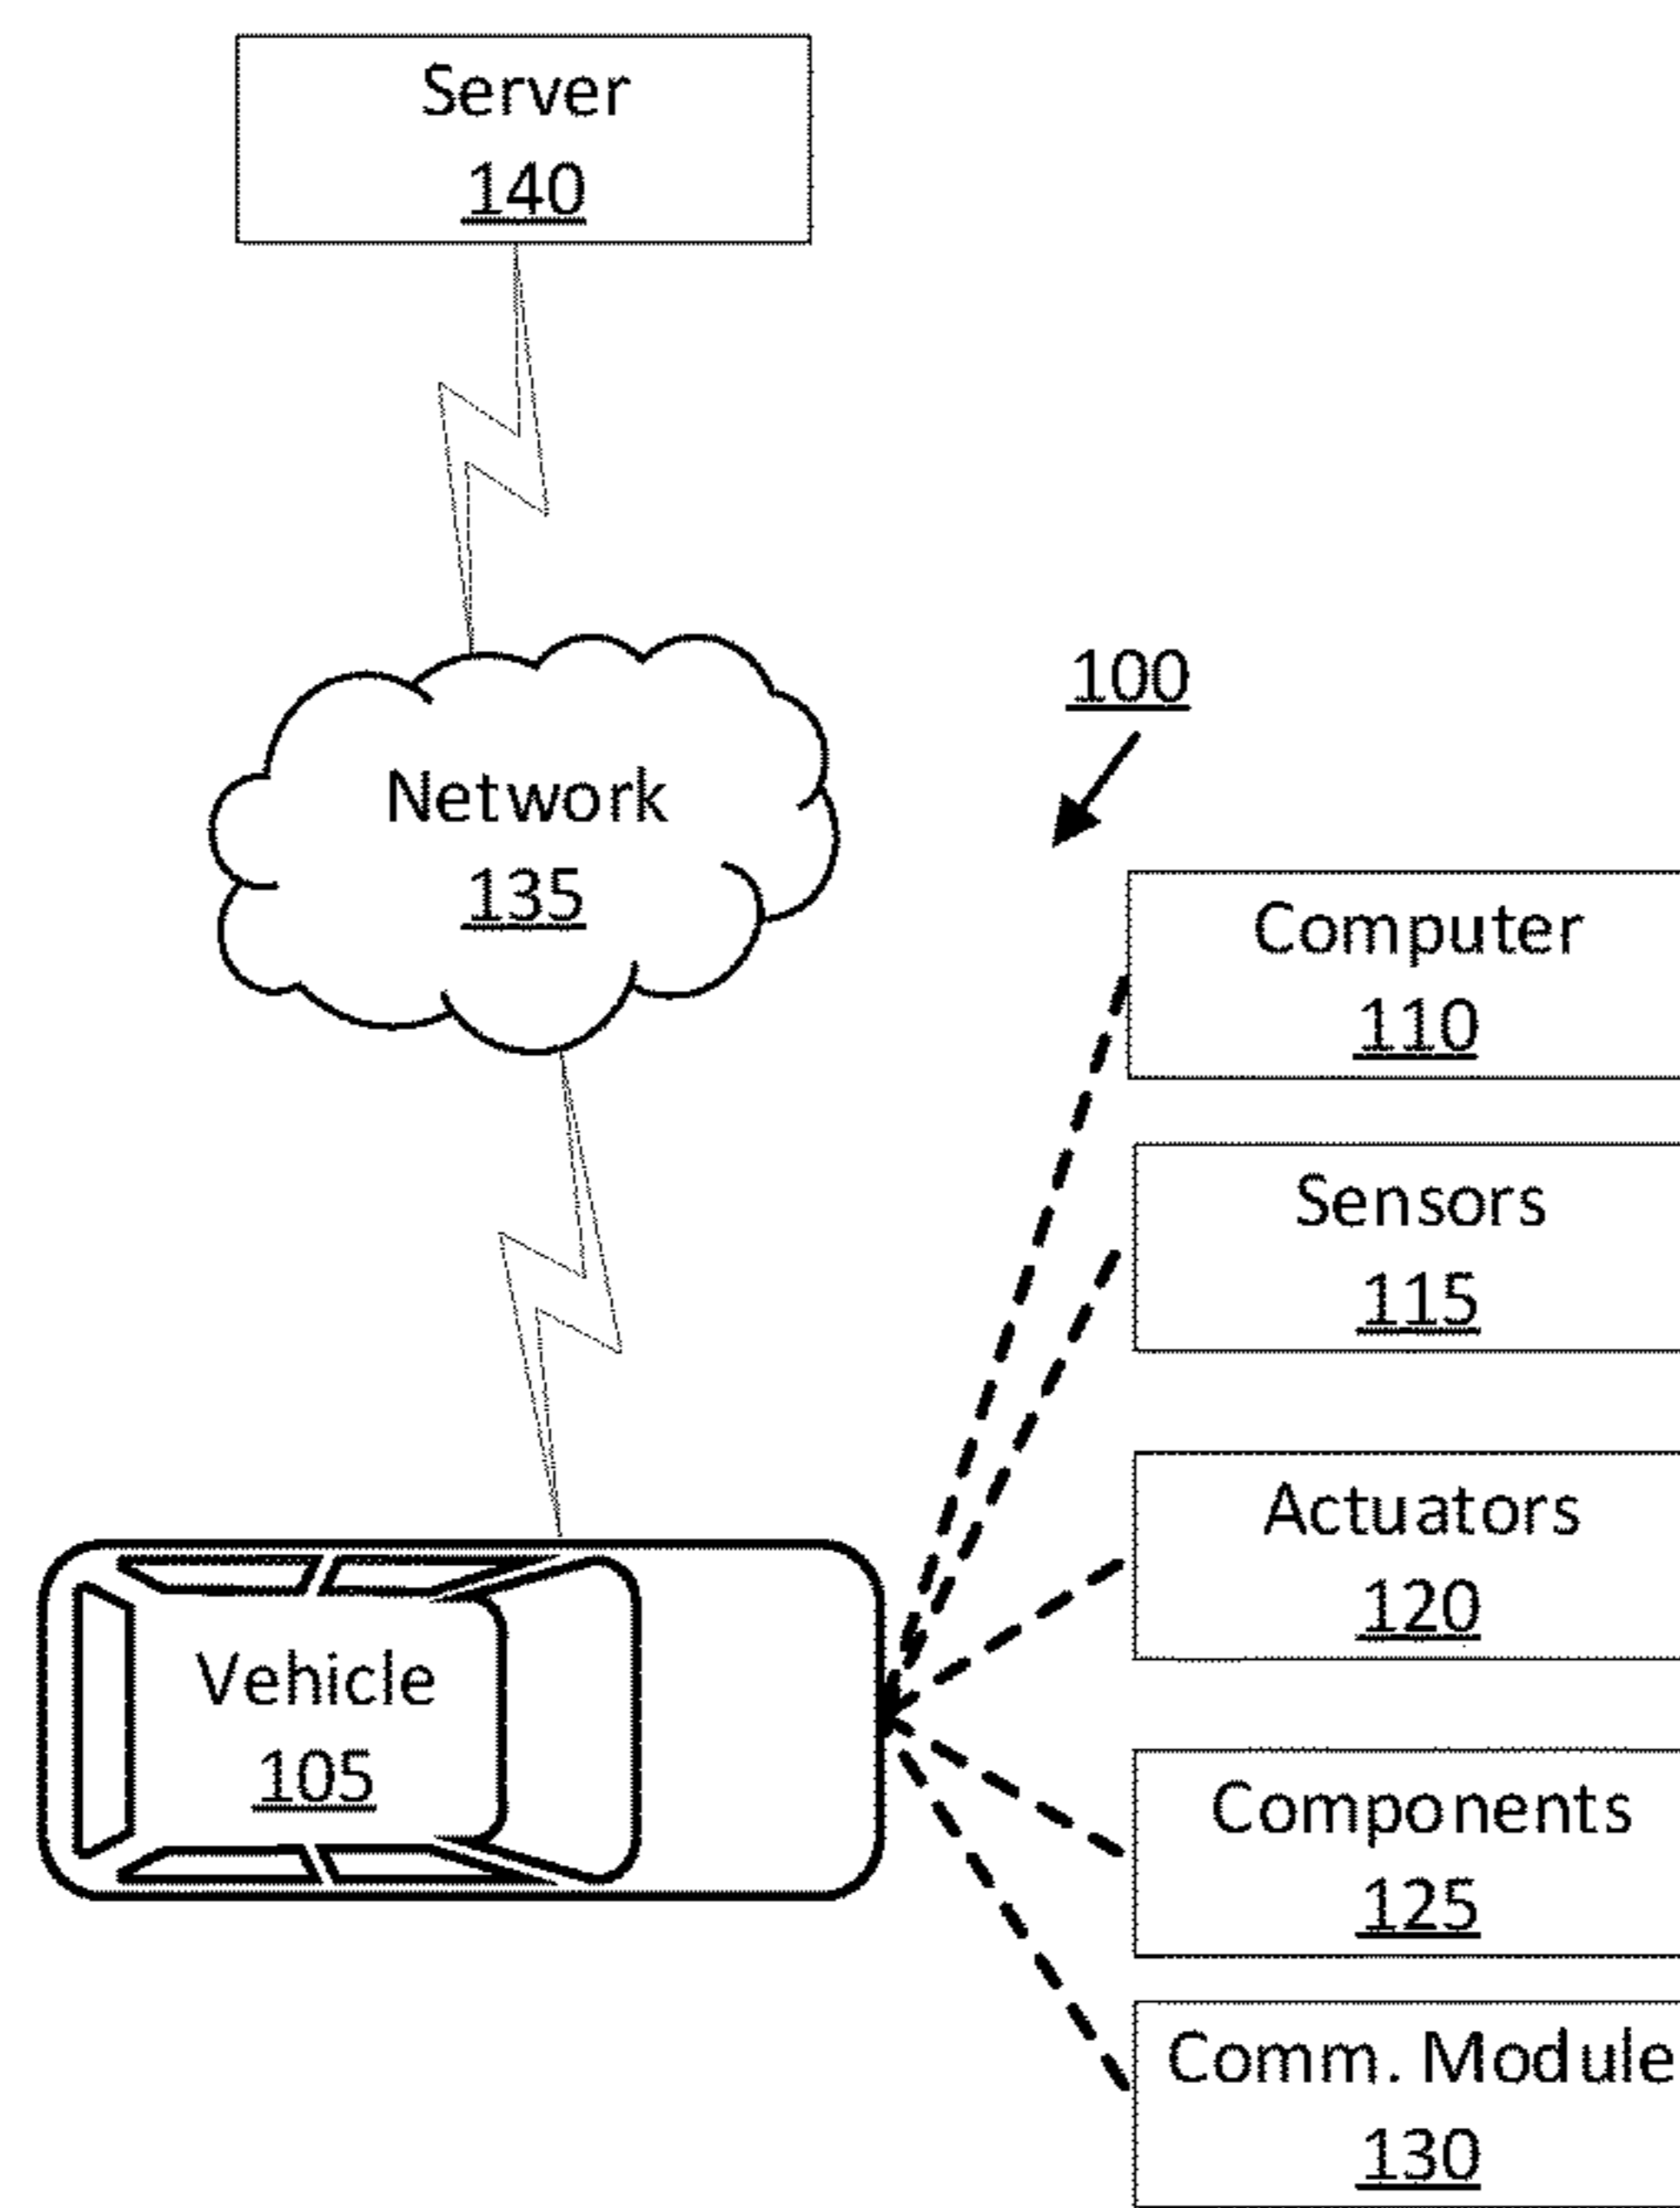 Server
140
Network
135
100
Computer
110
Sensors
115
Actuators
120
Vehicle
105
Components
125
Comm. Module
130